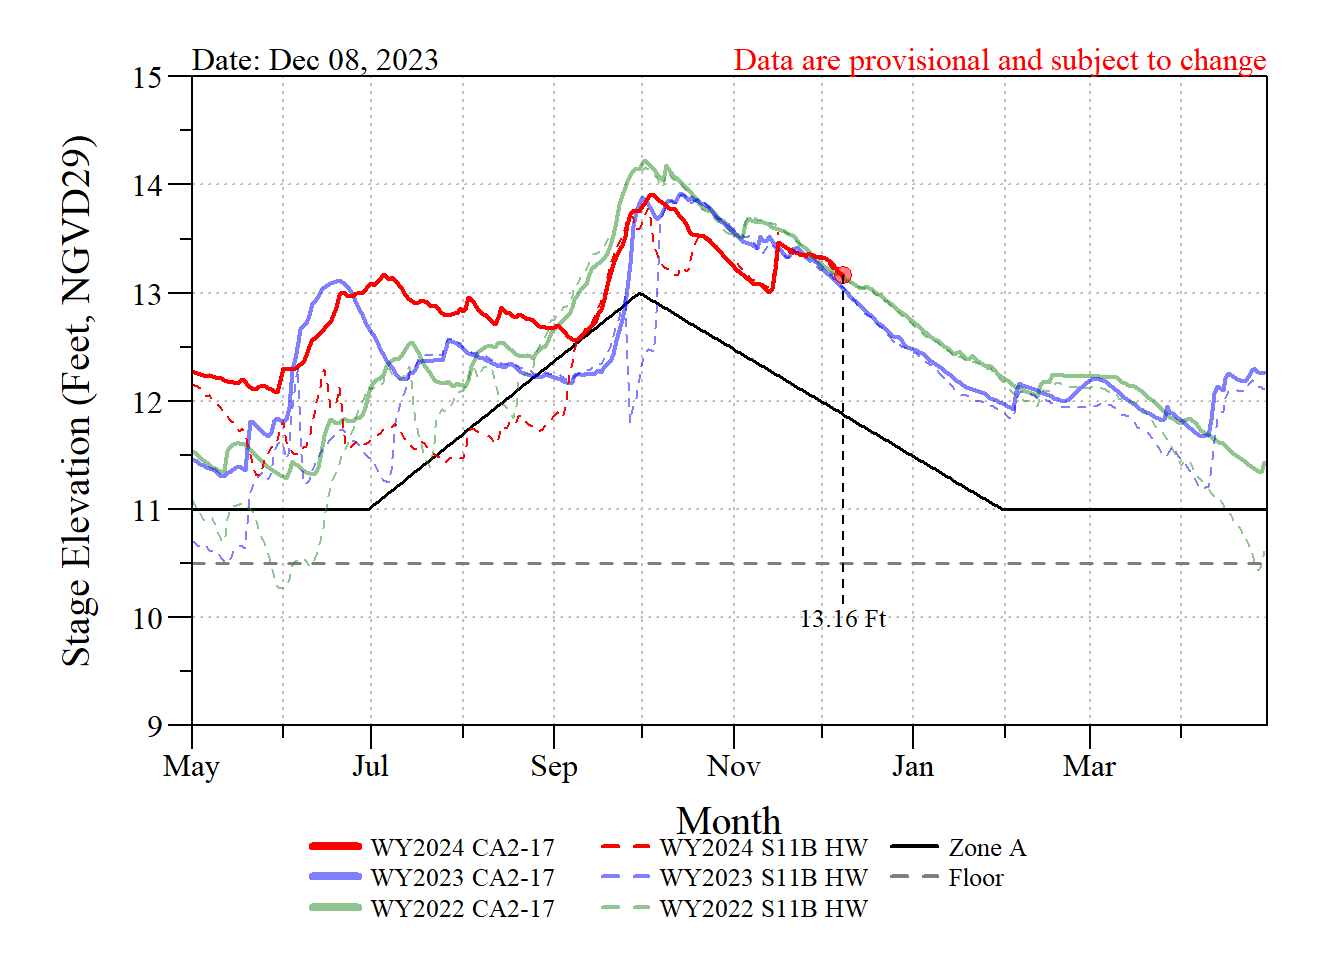 Date: Dec 08, 2023
Data are provisional and subject to change
Stage Elevation (Feet, NGVD29)
15
14
13
12
11
10
9
13.16 Ft
May
Jul
Sep
Nov
Jan
Mar
Month
WY2024 CA2-17
WY2024 S11B HW
Zone A
WY2023 CA2-17
WY2023 S11B HW
Floor
WY2022 CA2-17
WY2022 S11B HW